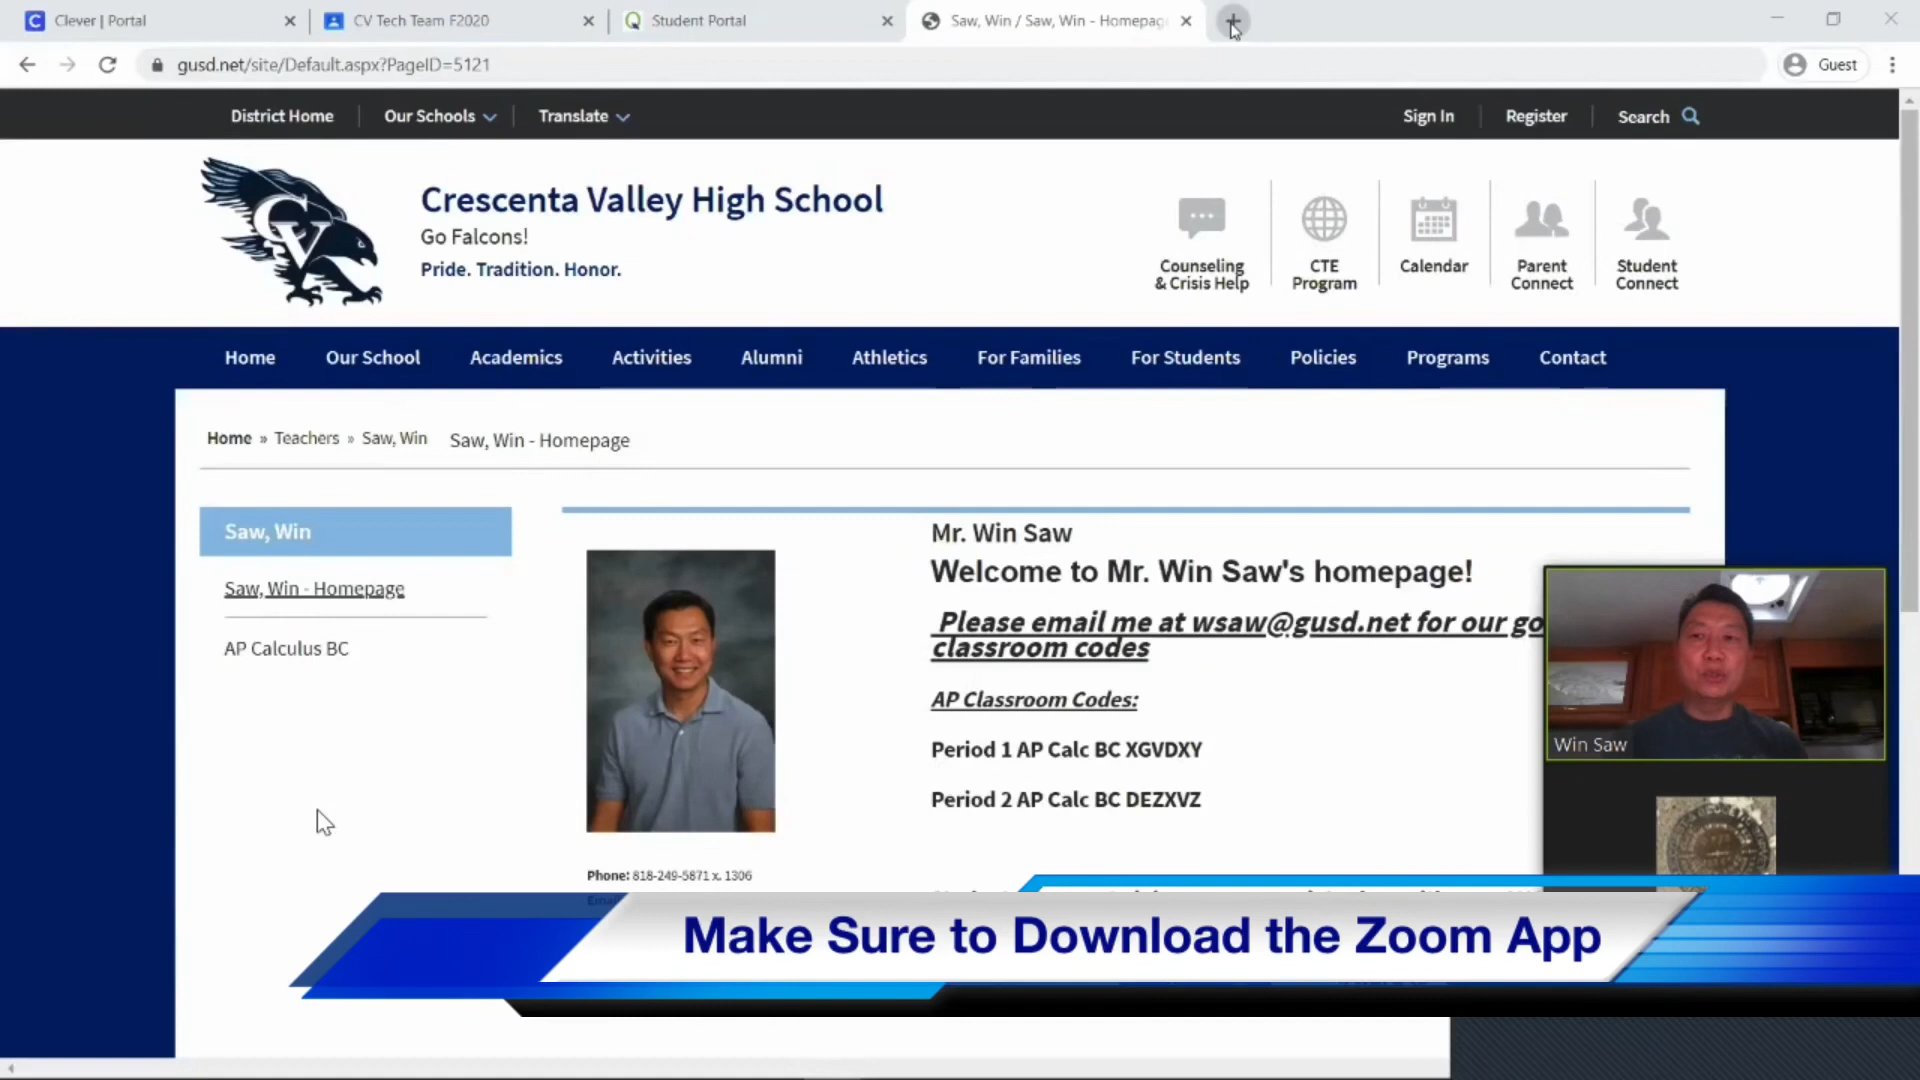 Clever | Portal
CV Tech Team F2020
Student Portal
Saw, Win / Saw, Win - Homepag
gusd.net/site/Default.aspx?PageID=5121
Guest
District Home
Our Schools
Translate
Sign In
Register
Search
CV
Crescenta Valley High School
Go Falcons!
Pride. Tradition. Honor.
Counseling
& Crisis Help
CTE
Program
Calendar
Parent
Connect
Student
Connect
Home
Our School
Academics
Activities
Alumni
Athletics
For Families
For Students
Policies
Programs
Contact
Home » Teachers » Saw, Win
Saw, Win - Homepage
Saw, Win
Saw, Win - Homepage
AP Calculus BC
Mr. Win Saw
Welcome to Mr. Win Saw's homepage!
Please email me at wsaw@gusd.net for our go
classroom codes
AP Classroom Codes:
Period 1 AP Calc BC XGVDXY
Period 2 AP Calc BC DEZXVZ
Phone: 818-249-5871 x. 1306
Win Saw
Make Sure to Download the Zoom App